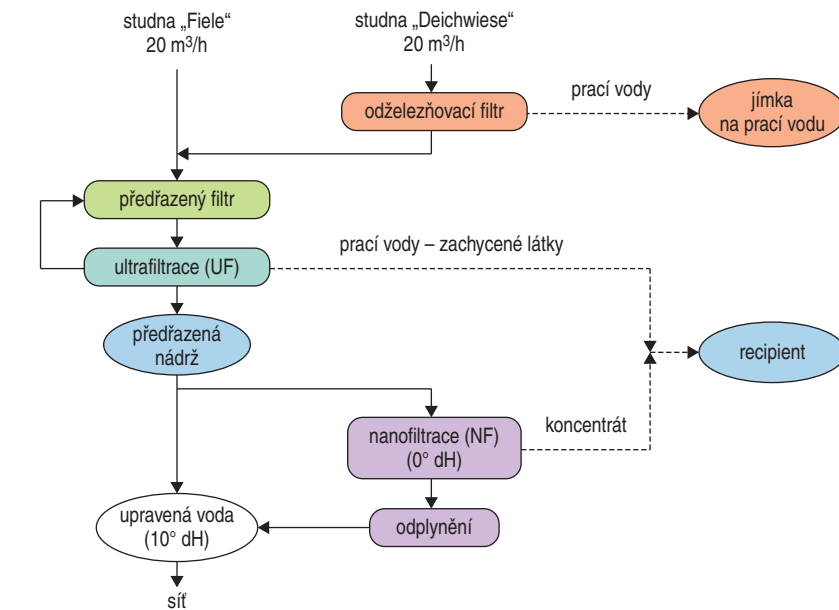 studna „Fiele“
20 m³/h
studna „Deichwiese“
20 m³/h
odželezňovací filtr
prací vody
jímka
na prací vodu
předřazený filtr
ultrafiltrace (UF)
prací vody – zachycené látky
předřazená
nádrž
recipient
nanofiltrace (NF)
(0° dH)
koncentrát
upravená voda
(10° dH)
odplynění
síť